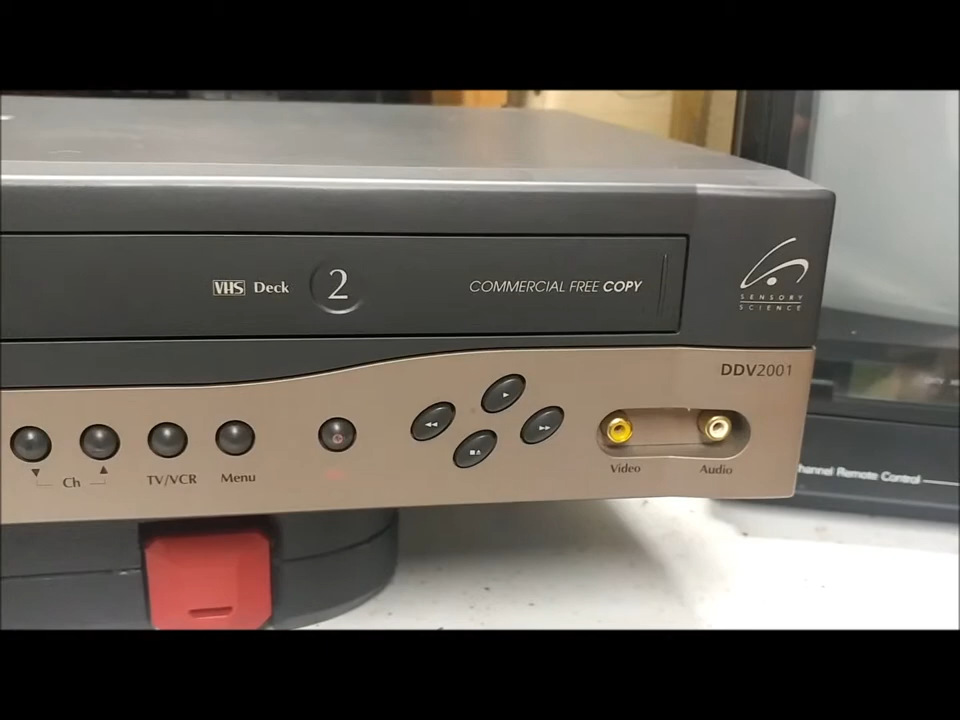 VHS Deck 2 COMMERCIAL FREE COPY
SENSORY
SCIENCE
DDV2001
Ch
TV/VCR
Menu
Video
Audio
Channel Remote Control